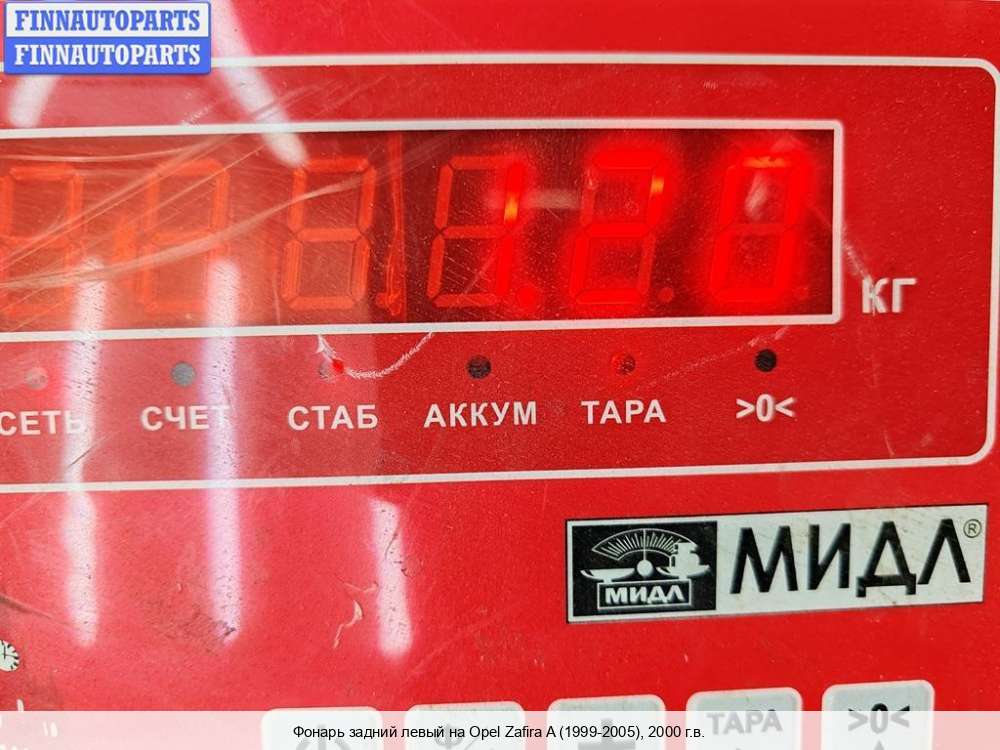 FINNAUTOPARTS
FINNAUTOPARTS
1.20 КГ
СЕТЬ СЧЕТ СТАБ АККУМ ТАРА >0<
МИДЛ МИДЛ®
ТАРА >0<
Фонарь задний левый на Opel Zafira A (1999-2005), 2000 г.в.